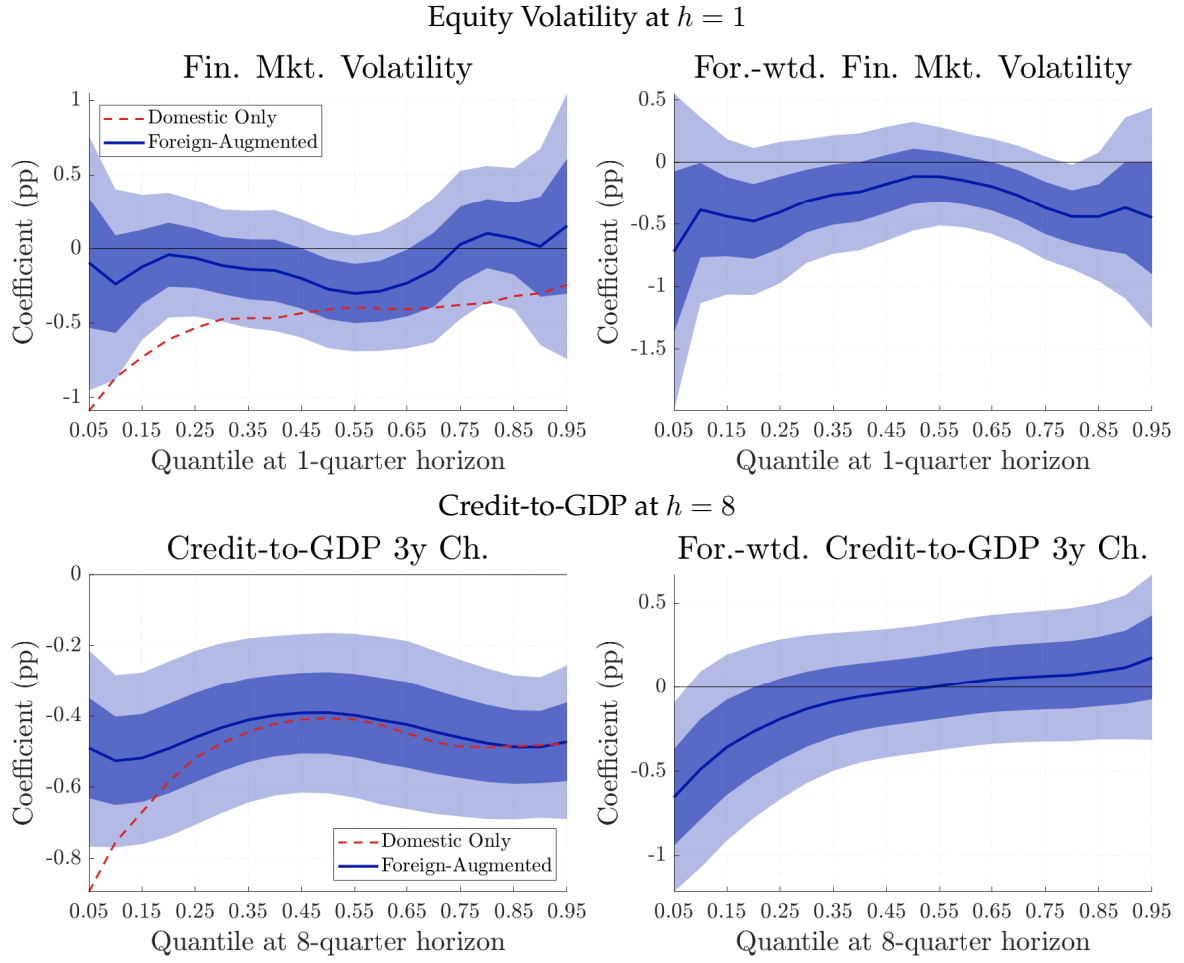 Equity Volatility at h = 1
Fin. Mkt. Volatility
For.-wtd. Fin. Mkt. Volatility
1
0.5
0
-0.5
-1
Coefficient (pp)
Domestic Only
Foreign-Augmented
0.05 0.15 0.25 0.35 0.45 0.55 0.65 0.75 0.85 0.95
Quantile at 1-quarter horizon
0.5
0
-0.5
-1
-1.5
Coefficient (pp)
0.05 0.15 0.25 0.35 0.45 0.55 0.65 0.75 0.85 0.95
Quantile at 1-quarter horizon
Credit-to-GDP at h = 8
Credit-to-GDP 3y Ch.
For.-wtd. Credit-to-GDP 3y Ch.
0
-0.2
-0.4
-0.6
-0.8
Coefficient (pp)
Domestic Only
Foreign-Augmented
0.05 0.15 0.25 0.35 0.45 0.55 0.65 0.75 0.85 0.95
Quantile at 8-quarter horizon
0.5
0
-0.5
-1
Coefficient (pp)
0.05 0.15 0.25 0.35 0.45 0.55 0.65 0.75 0.85 0.95
Quantile at 8-quarter horizon